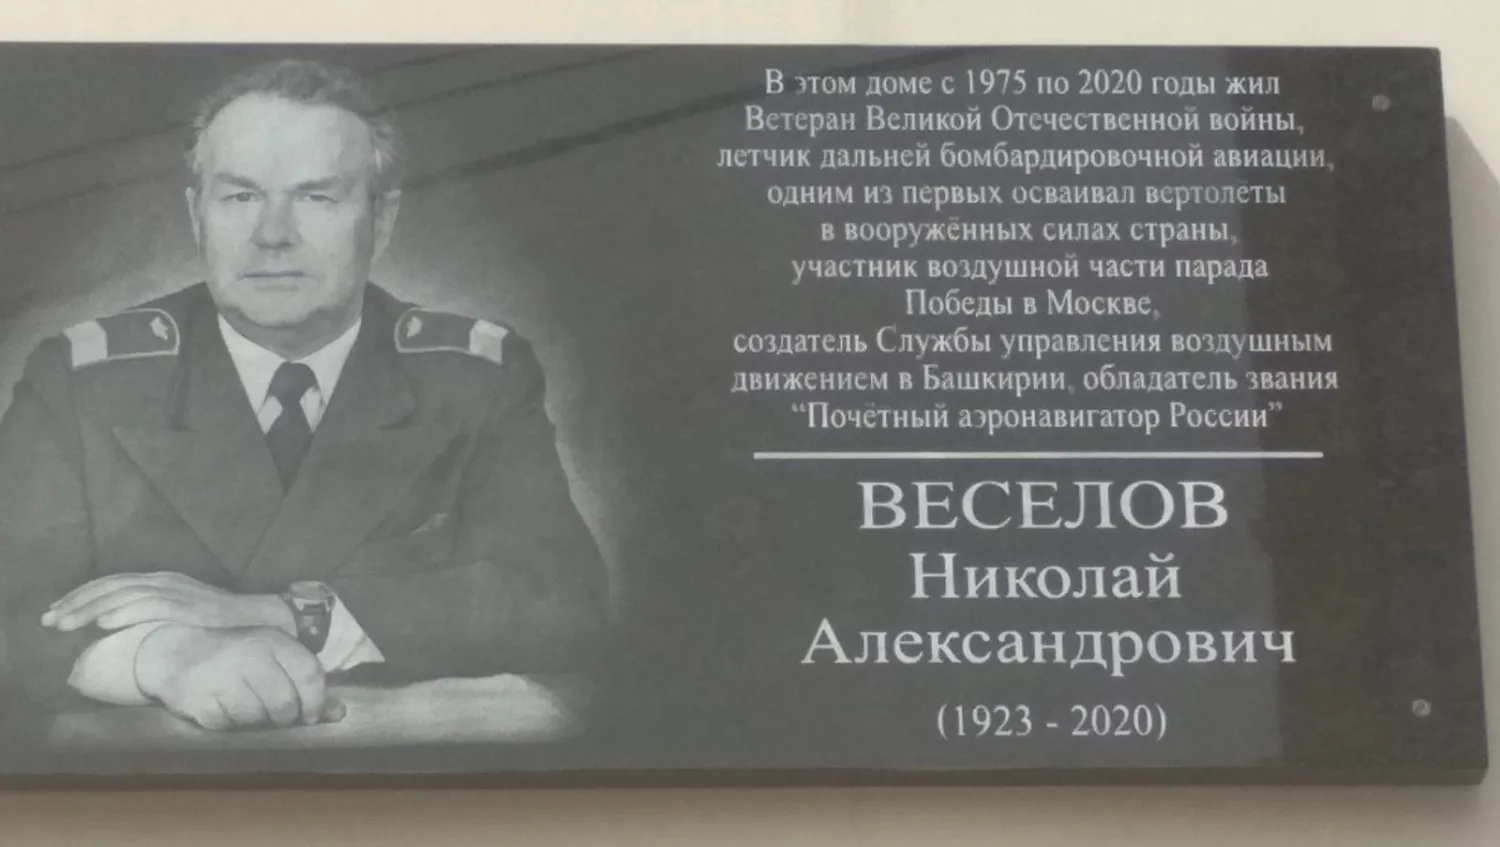 В этом доме с 1975 по 2020 годы жил
Ветеран Великой Отечественной войны,
летчик дальней бомбардировочной авиации,
одним из первых осваивал вертолёты
в вооружённых силах страны,
участник воздушной части парада
Победы в Москве,
создатель Службы управления воздушным
движением в Башкирии, обладатель звания
“Почётный аэронавигатор России”
ВЕСЕЛОВ
Николай
Александрович
(1923 - 2020)